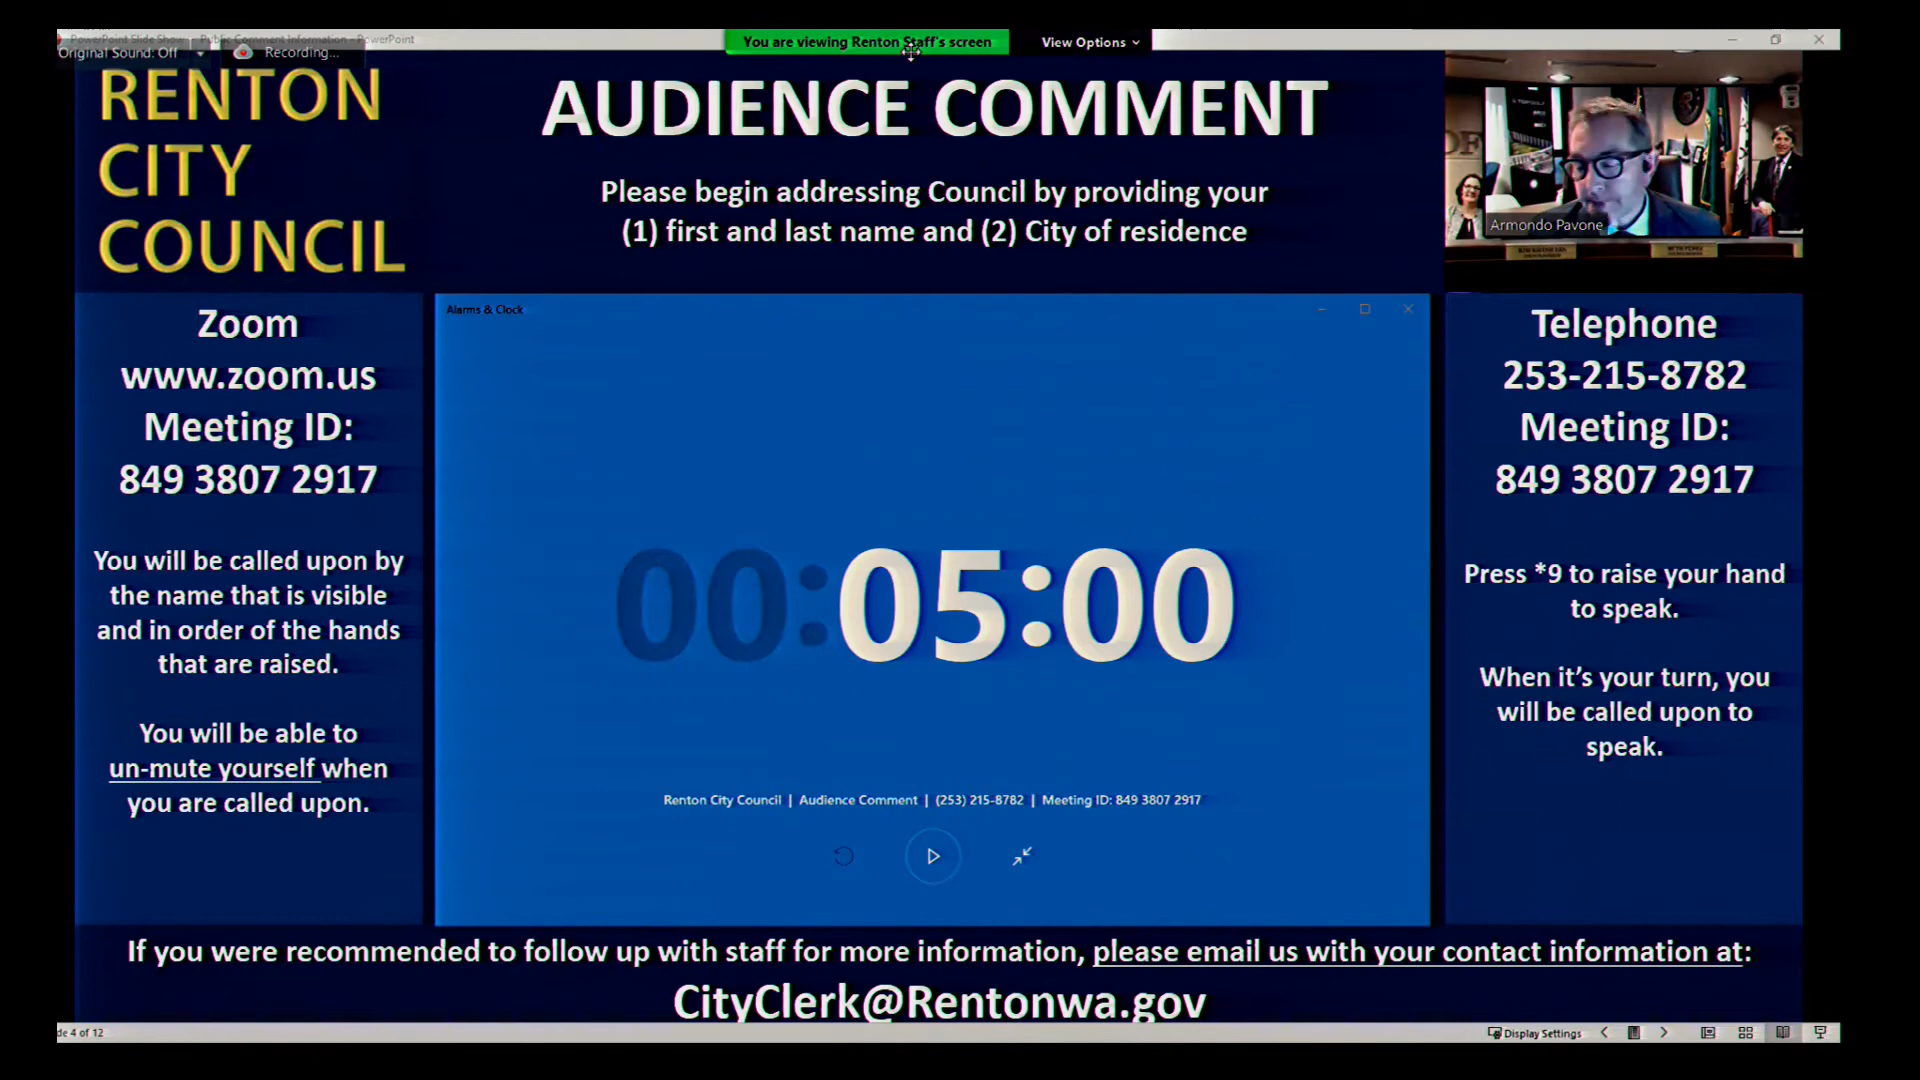 PowerPoint Slide Show - Public Comment Information - PowerPoint
Original Sound: Off
Recording...
You are viewing Renton Staff's screen
View Options
RENTON
CITY
COUNCIL
AUDIENCE COMMENT
Please begin addressing Council by providing your
(1) first and last name and (2) City of residence
Armondo Pavone
Zoom
www.zoom.us
Meeting ID:
849 3807 2917
You will be called upon by
the name that is visible
and in order of the hands
that are raised.
You will be able to
un-mute yourself when
you are called upon.
Alarms & Clock
00:05:00
Renton City Council | Audience Comment | (253) 215-8782 | Meeting ID: 849 3807 2917
Telephone
253-215-8782
Meeting ID:
849 3807 2917
Press *9 to raise your hand
to speak.
When it's your turn, you
will be called upon to
speak.
If you were recommended to follow up with staff for more information, please email us with your contact information at:
CityClerk@Rentonwa.gov
de 4 of 12
Display Settings